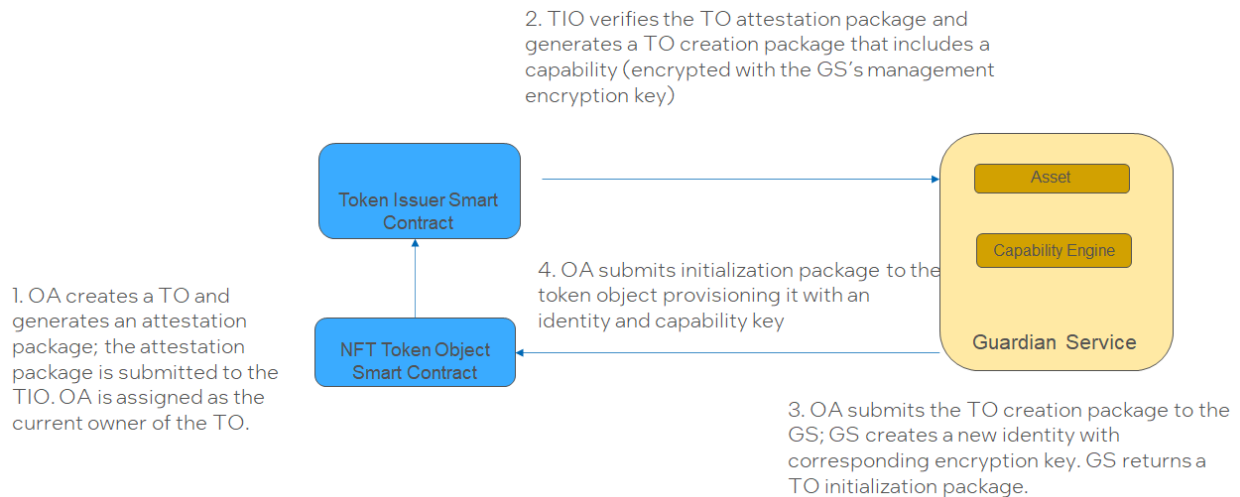 2. TIO verifies the TO attestation package and
generates a TO creation package that includes a
capability (encrypted with the GS's management
encryption key)
Token Issuer Smart
Contract
Asset
Capability Engine
Guardian Service
1. OA creates a TO and
generates an attestation
package; the attestation
package is submitted to the
TIO. OA is assigned as the
current owner of the TO.
4. OA submits initialization package to the
token object provisioning it with an
identity and capability key
NFT Token Object
Smart Contract
3. OA submits the TO creation package to the
GS; GS creates a new identity with
corresponding encryption key. GS returns a
TO initialization package.